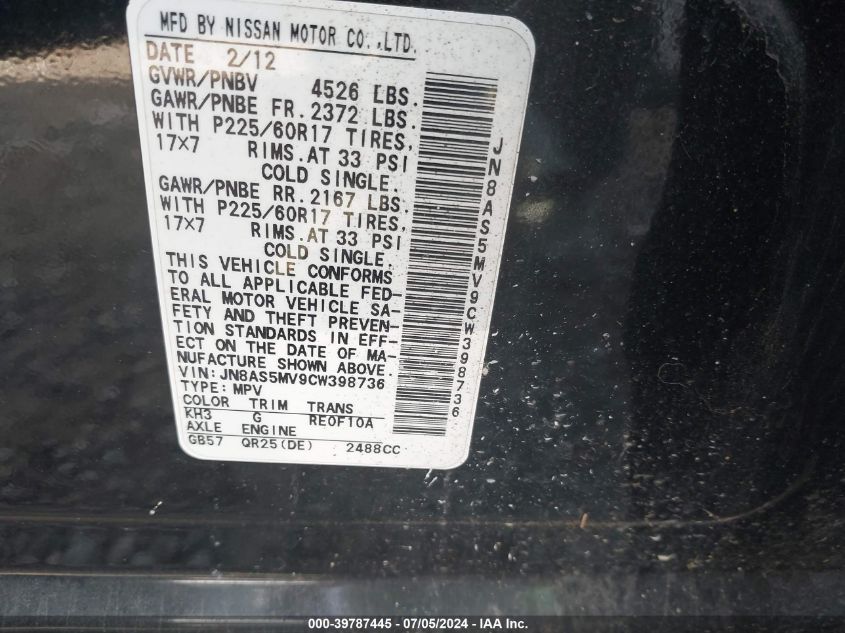 MFD BY NISSAN MOTOR CO.,LTD.
DATE 2/12
GVWR/PNBV 4526 LBS.
GAWR/PNBE FR. 2372 LBS.
WITH P225/60R17 TIRES,
17×7 RIMS.AT 33 PSI
COLD SINGLE.
GAWR/PNBE RR. 2167 LBS.
WITH P225/60R17 TIRES,
17×7 RIMS.AT 33 PSI
COLD SINGLE.
THIS VEHICLE CONFORMS
TO ALL APPLICABLE FED-
ERAL MOTOR VEHICLE SA-
FETY AND THEFT PREVEN-
TION STANDARDS IN EFF-
ECT ON THE DATE OF MA-
NUFACTURE SHOWN ABOVE.
VIN:JN8AS5MV9CW398736
TYPE:MPV
COLOR TRIM TRANS
KH3 G RE0F10A
AXLE ENGINE
GB57 QR25(DE) 2488CC
JN8AS5MV9CW398736
000-39787445 - 07/05/2024 - IAA Inc.